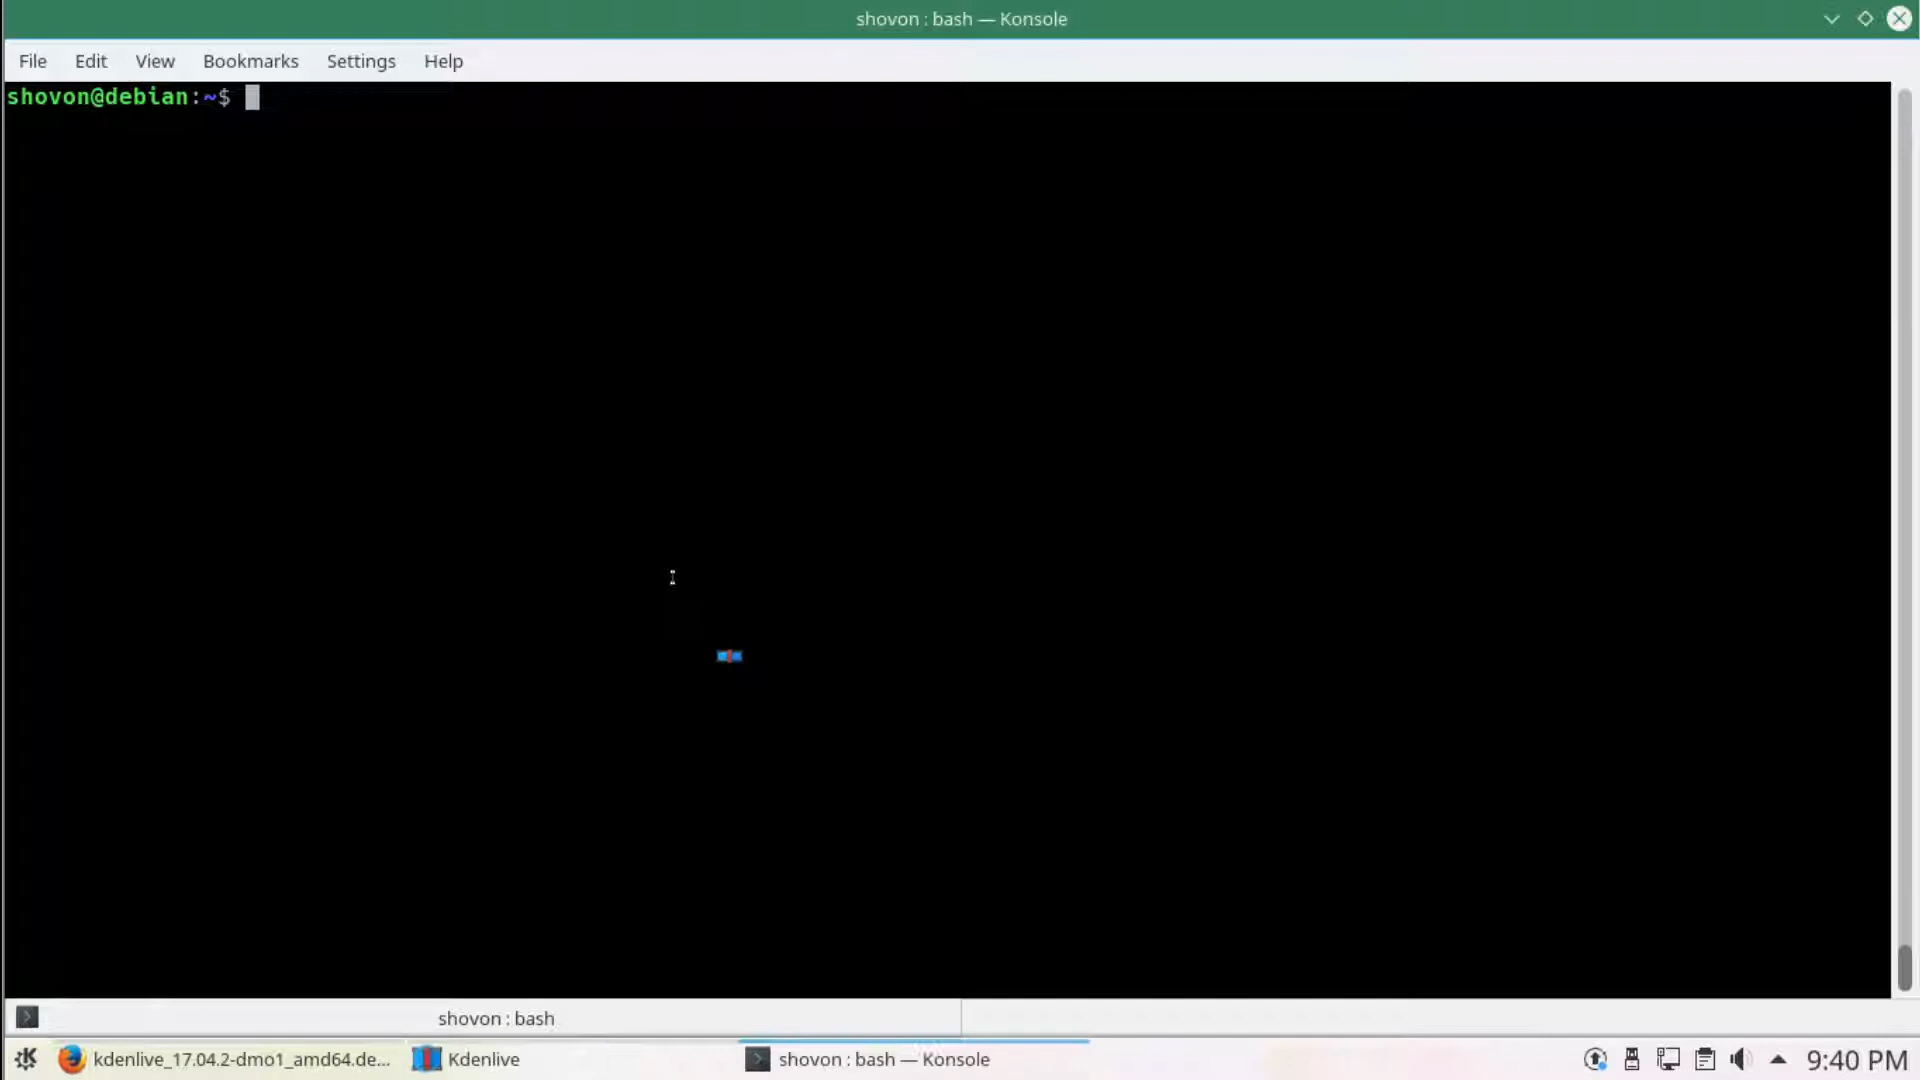 shovon : bash — Konsole
File Edit View Bookmarks Settings Help
shovon@debian:~$
shovon : bash
kdenlive_17.04.2-dmo1_amd64.de... Kdenlive shovon : bash — Konsole 9:40 PM